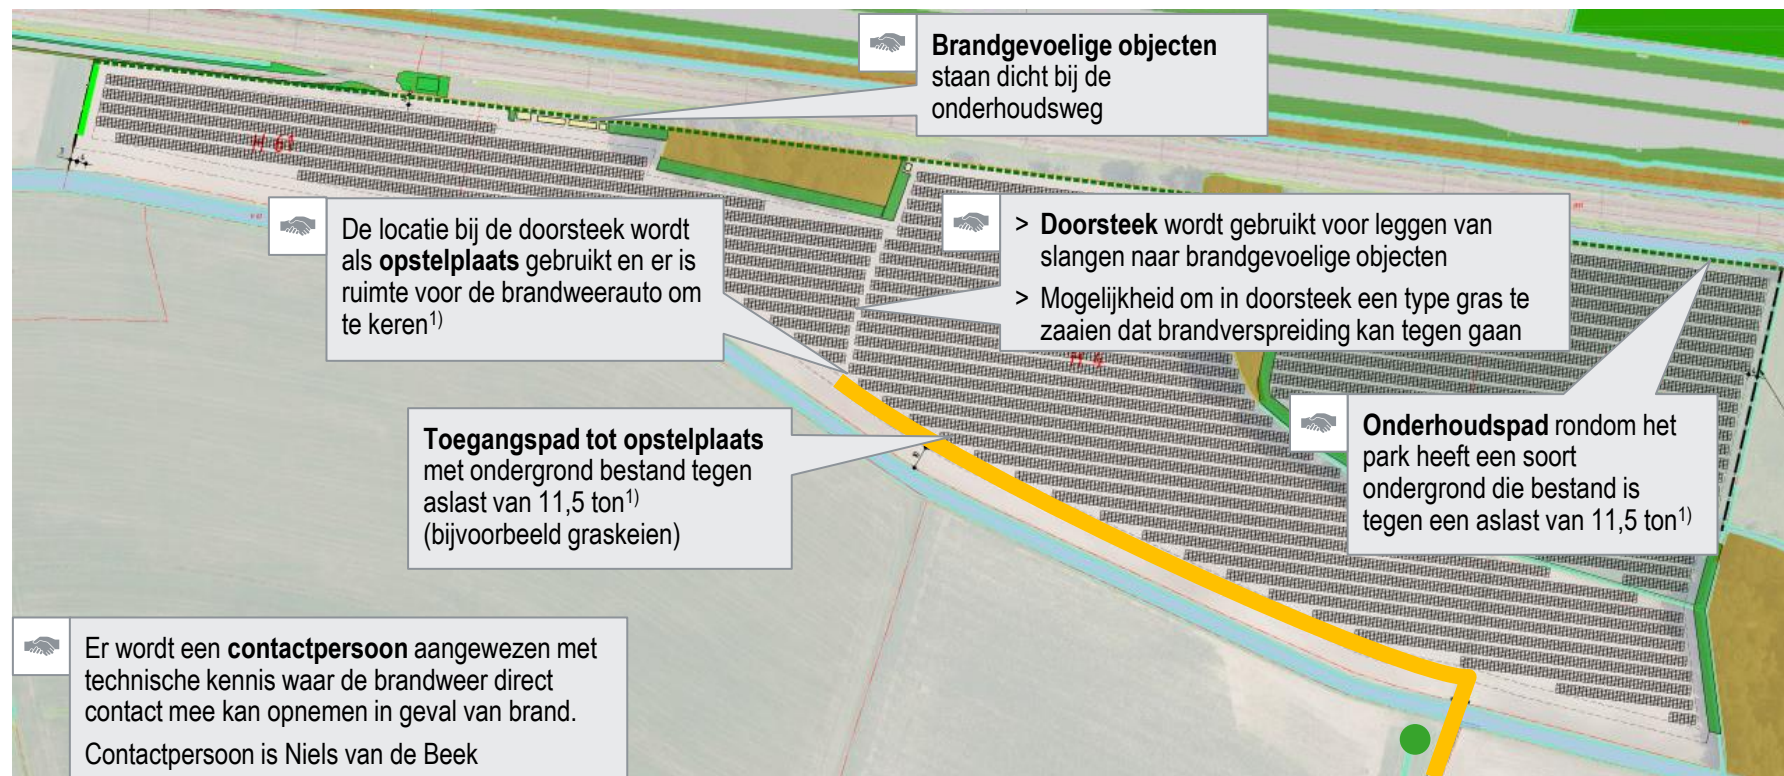 Brandgevoelige objecten
staan dicht bij de
onderhoudsweg
De locatie bij de doorsteek wordt
als opstelplaats gebruikt en er is
ruimte voor de brandweerauto om
te keren1)
> Doorsteek wordt gebruikt voor leggen van
slangen naar brandgevoelige objecten
> Mogelijkheid om in doorsteek een type gras te
zaaien dat brandverspreiding kan tegen gaan
Toegangspad tot opstelplaats
met ondergrond bestand tegen
aslast van 11,5 ton1)
(bijvoorbeeld graskeien)
Onderhoudspad rondom het
park heeft een soort
ondergrond die bestand is
tegen een aslast van 11,5 ton1)
Er wordt een contactpersoon aangewezen met
technische kennis waar de brandweer direct
contact mee kan opnemen in geval van brand.
Contactpersoon is Niels van de Beek